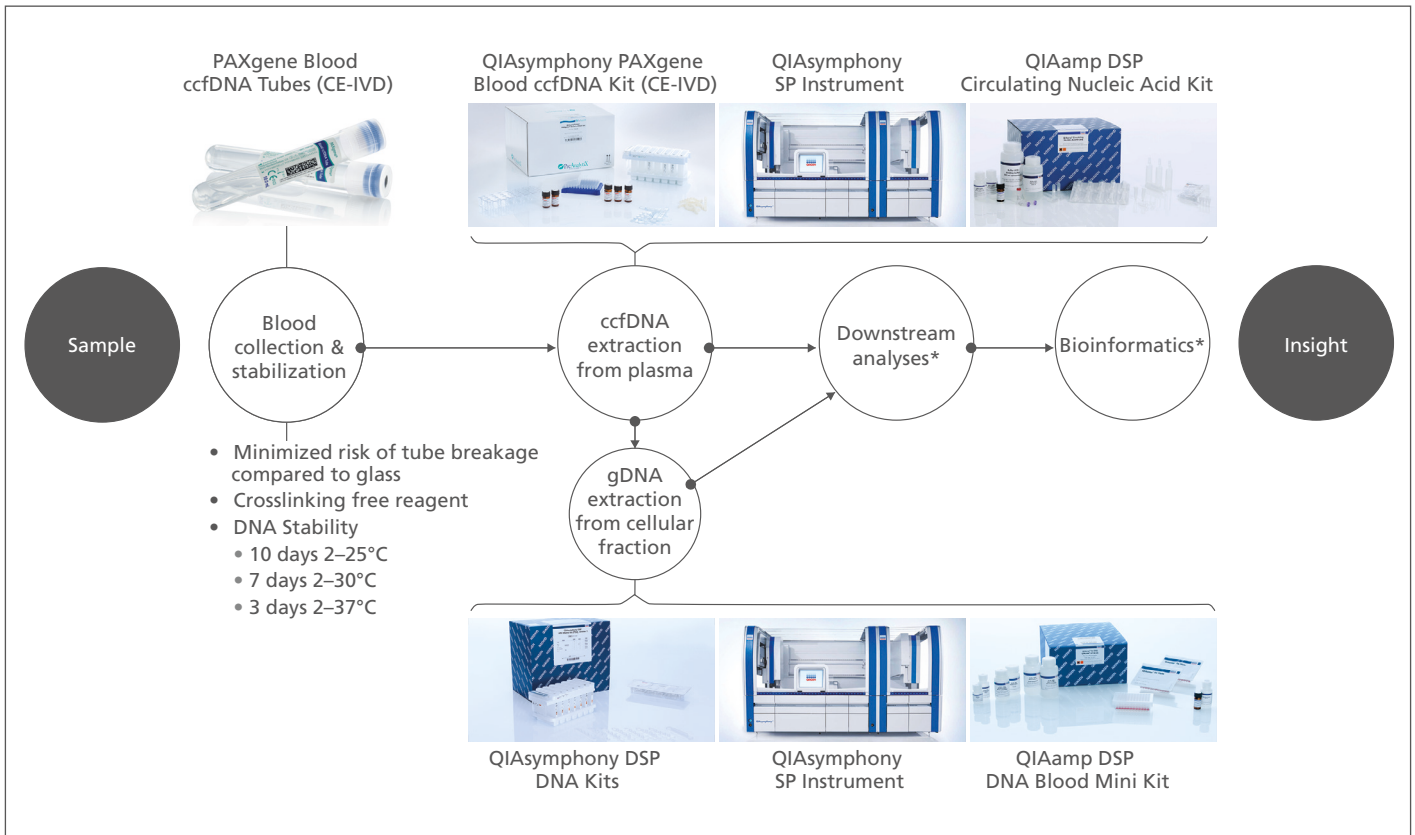 PAXgene Blood
ccfDNA Tubes (CE-IVD)
QIAsymphony PAXgene
Blood ccfDNA Kit (CE-IVD)
QIAsymphony
SP Instrument
QIAamp DSP
Circulating Nucleic Acid Kit
Sample
Blood
collection &
stabilization
ccfDNA
extraction
from plasma
Downstream
analyses*
Bioinformatics*
Insight
• Minimized risk of tube breakage
compared to glass
• Crosslinking free reagent
• DNA Stability
• 10 days 2–25°C
• 7 days 2–30°C
• 3 days 2–37°C
gDNA
extraction
from cellular
fraction
QIAsymphony DSP
DNA Kits
QIAsymphony
SP Instrument
QIAamp DSP
DNA Blood Mini Kit